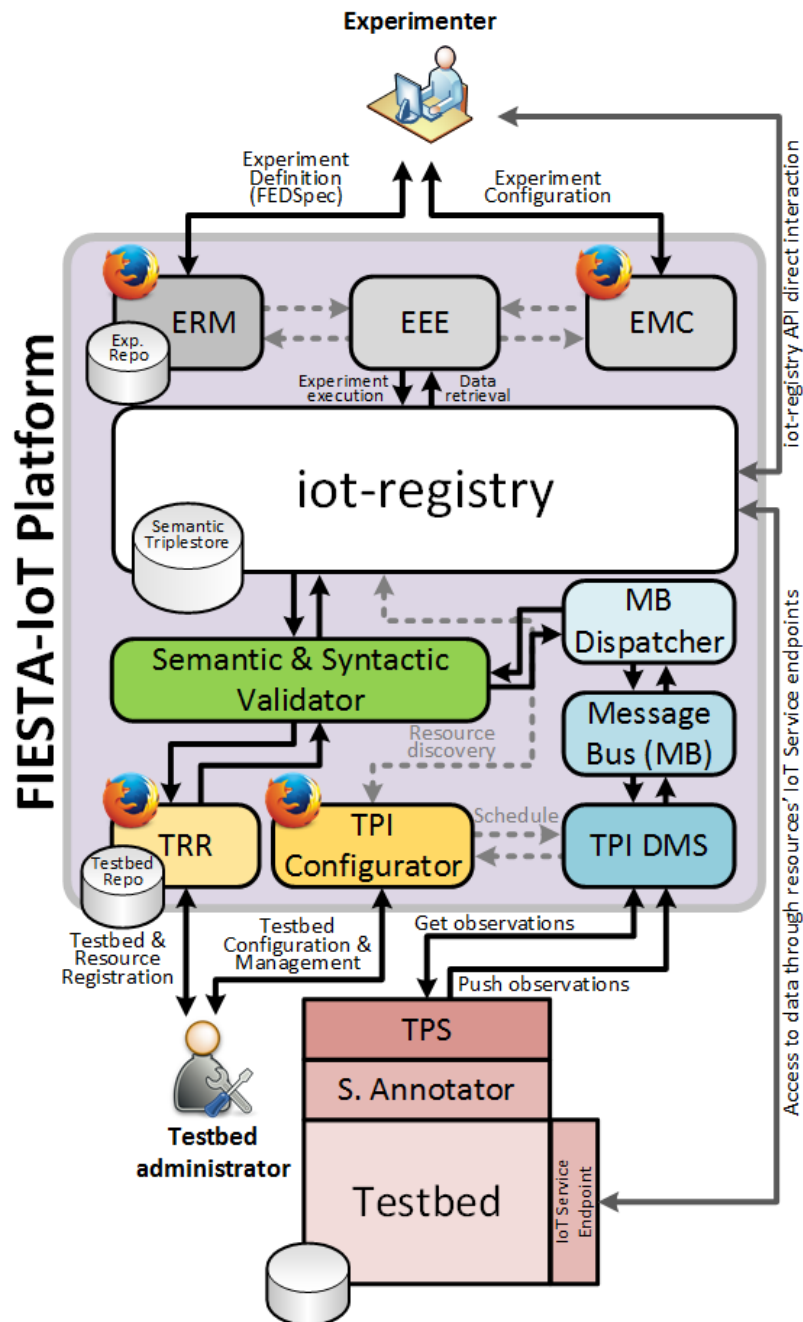 Experimenter
Experiment
Definition
(FEDSpec)
Experiment
Configuration
iot-registry API direct interaction
FIESTA-IoT Platform
ERM
EEE
EMC
Exp.
Repo
Experiment
execution
Data
retrieval
iot-registry
Semantic
Triplestore
MB
Dispatcher
Semantic & Syntactic
Validator
Resource
discovery
Message
Bus (MB)
TRR
TPI
Configurator
Schedule
TPI DMS
Testbed
Repo
Testbed &
Resource
Registration
Testbed
Configuration &
Management
Get observations
Push observations
Access to data through resources' IoT Service endpoints
TPS
S. Annotator
Testbed
IoT Service
Endpoint
Testbed
administrator